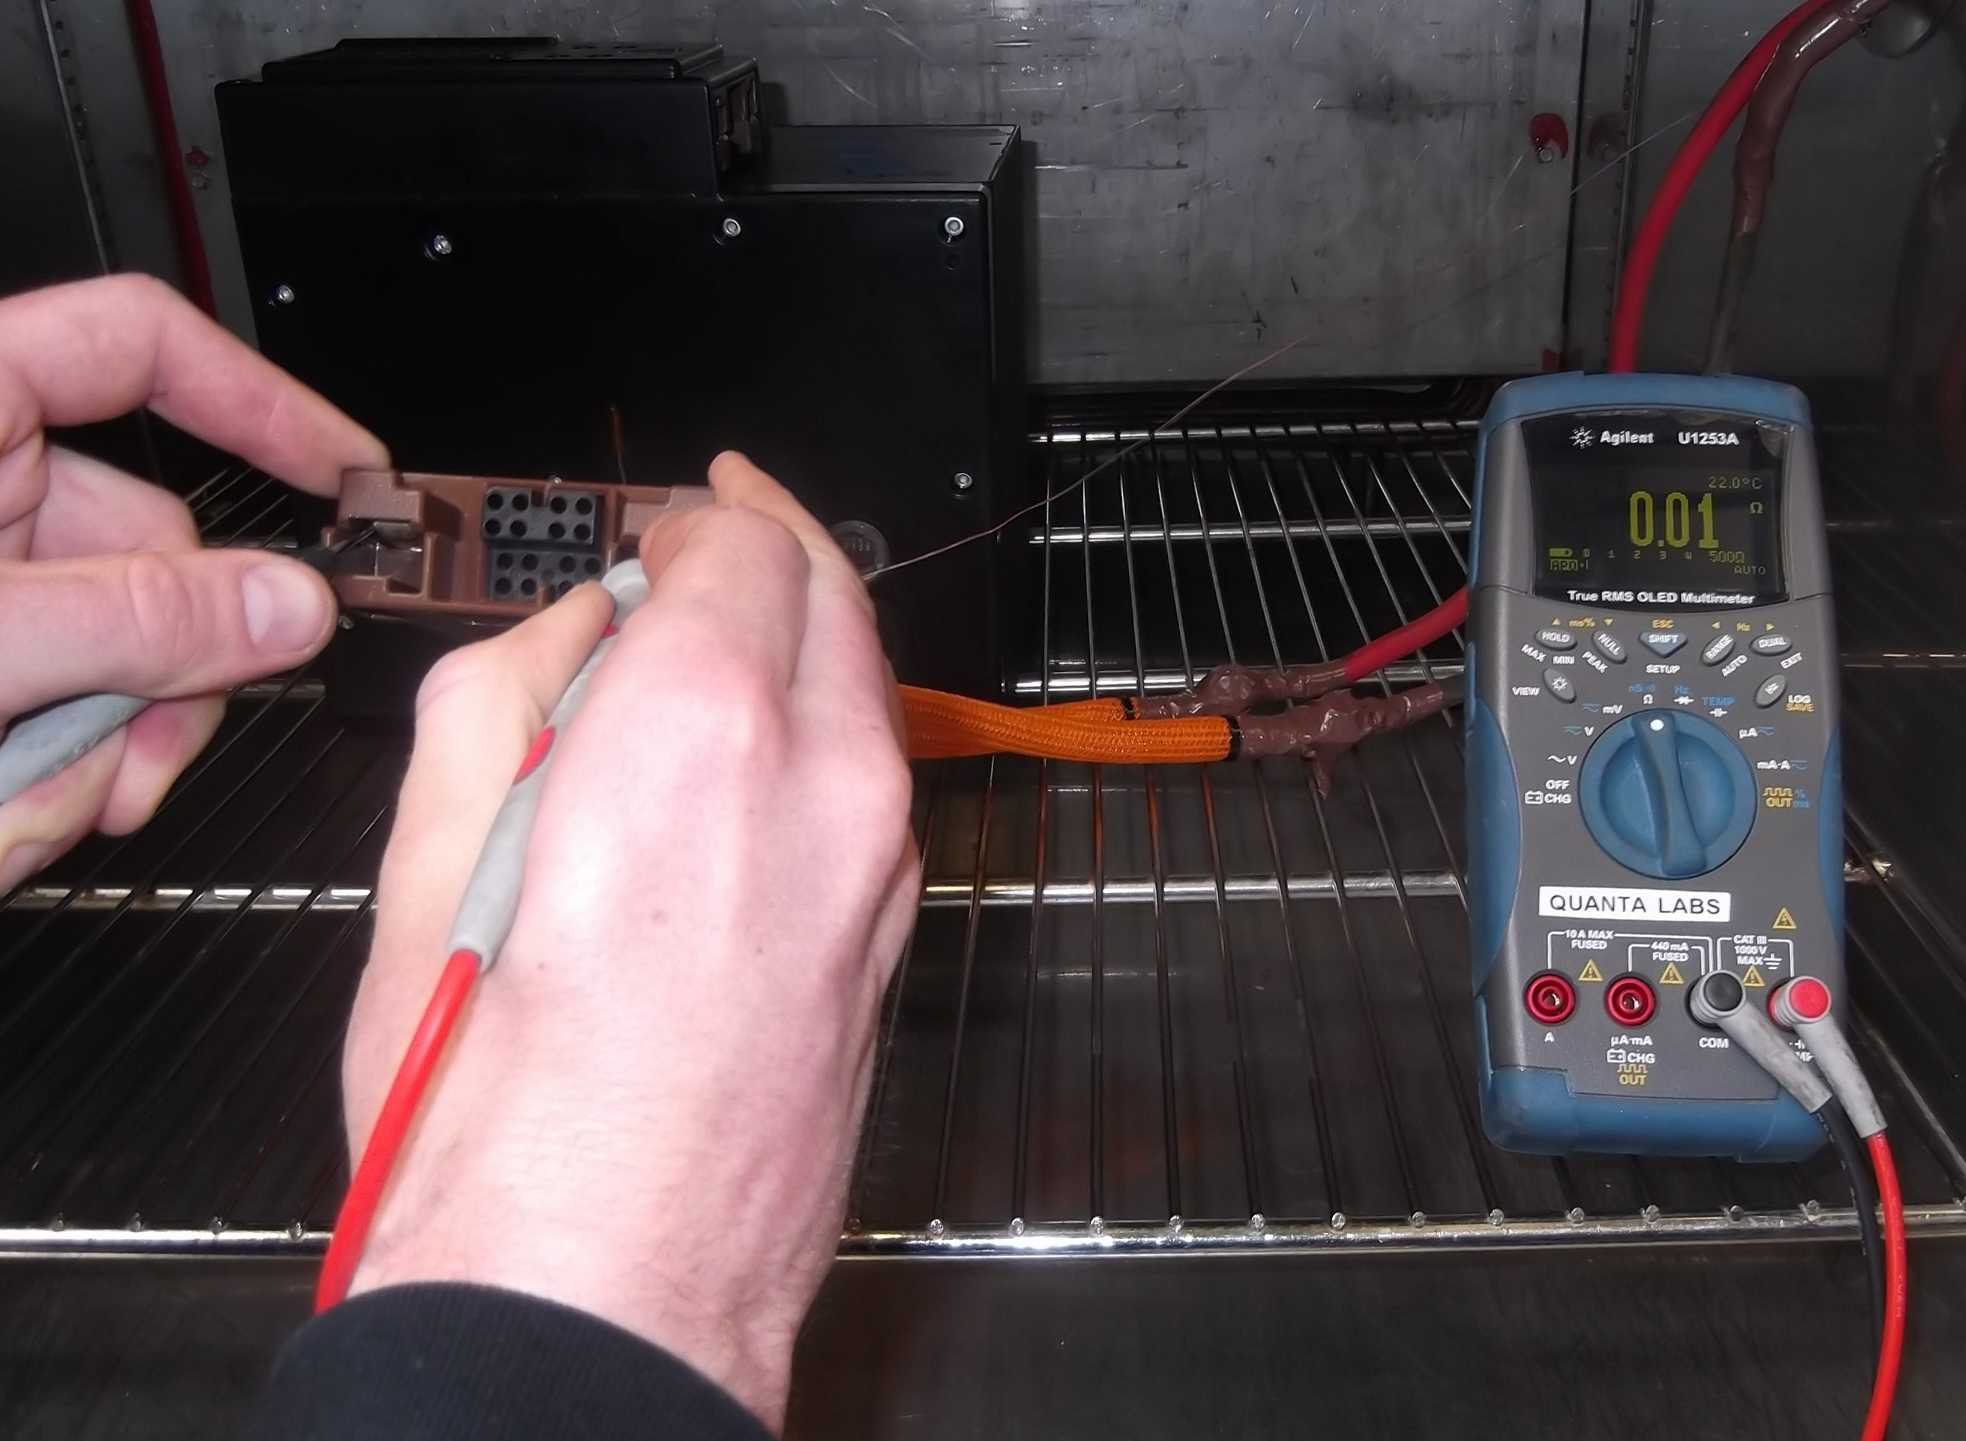 Agilent U1253A
22.0°C
0.01 Ω
0 1 2 3 4 500Ω
AUTO
True RMS OLED Multimeter
ms% ESC Hz
HOLD NULL SHIFT RANGE DUAL
MAX MIN PEAK SETUP AUTO EXIT
VIEW LOG
SAVE
Ω Hz TEMP
mV
V µA
V mA·A
OFF
CHG OUT % ms
QUANTA LABS
10 A MAX
FUSED
440 mA
FUSED
CAT III
1000 V
MAX
A µA·mA COM
CHG
OUT